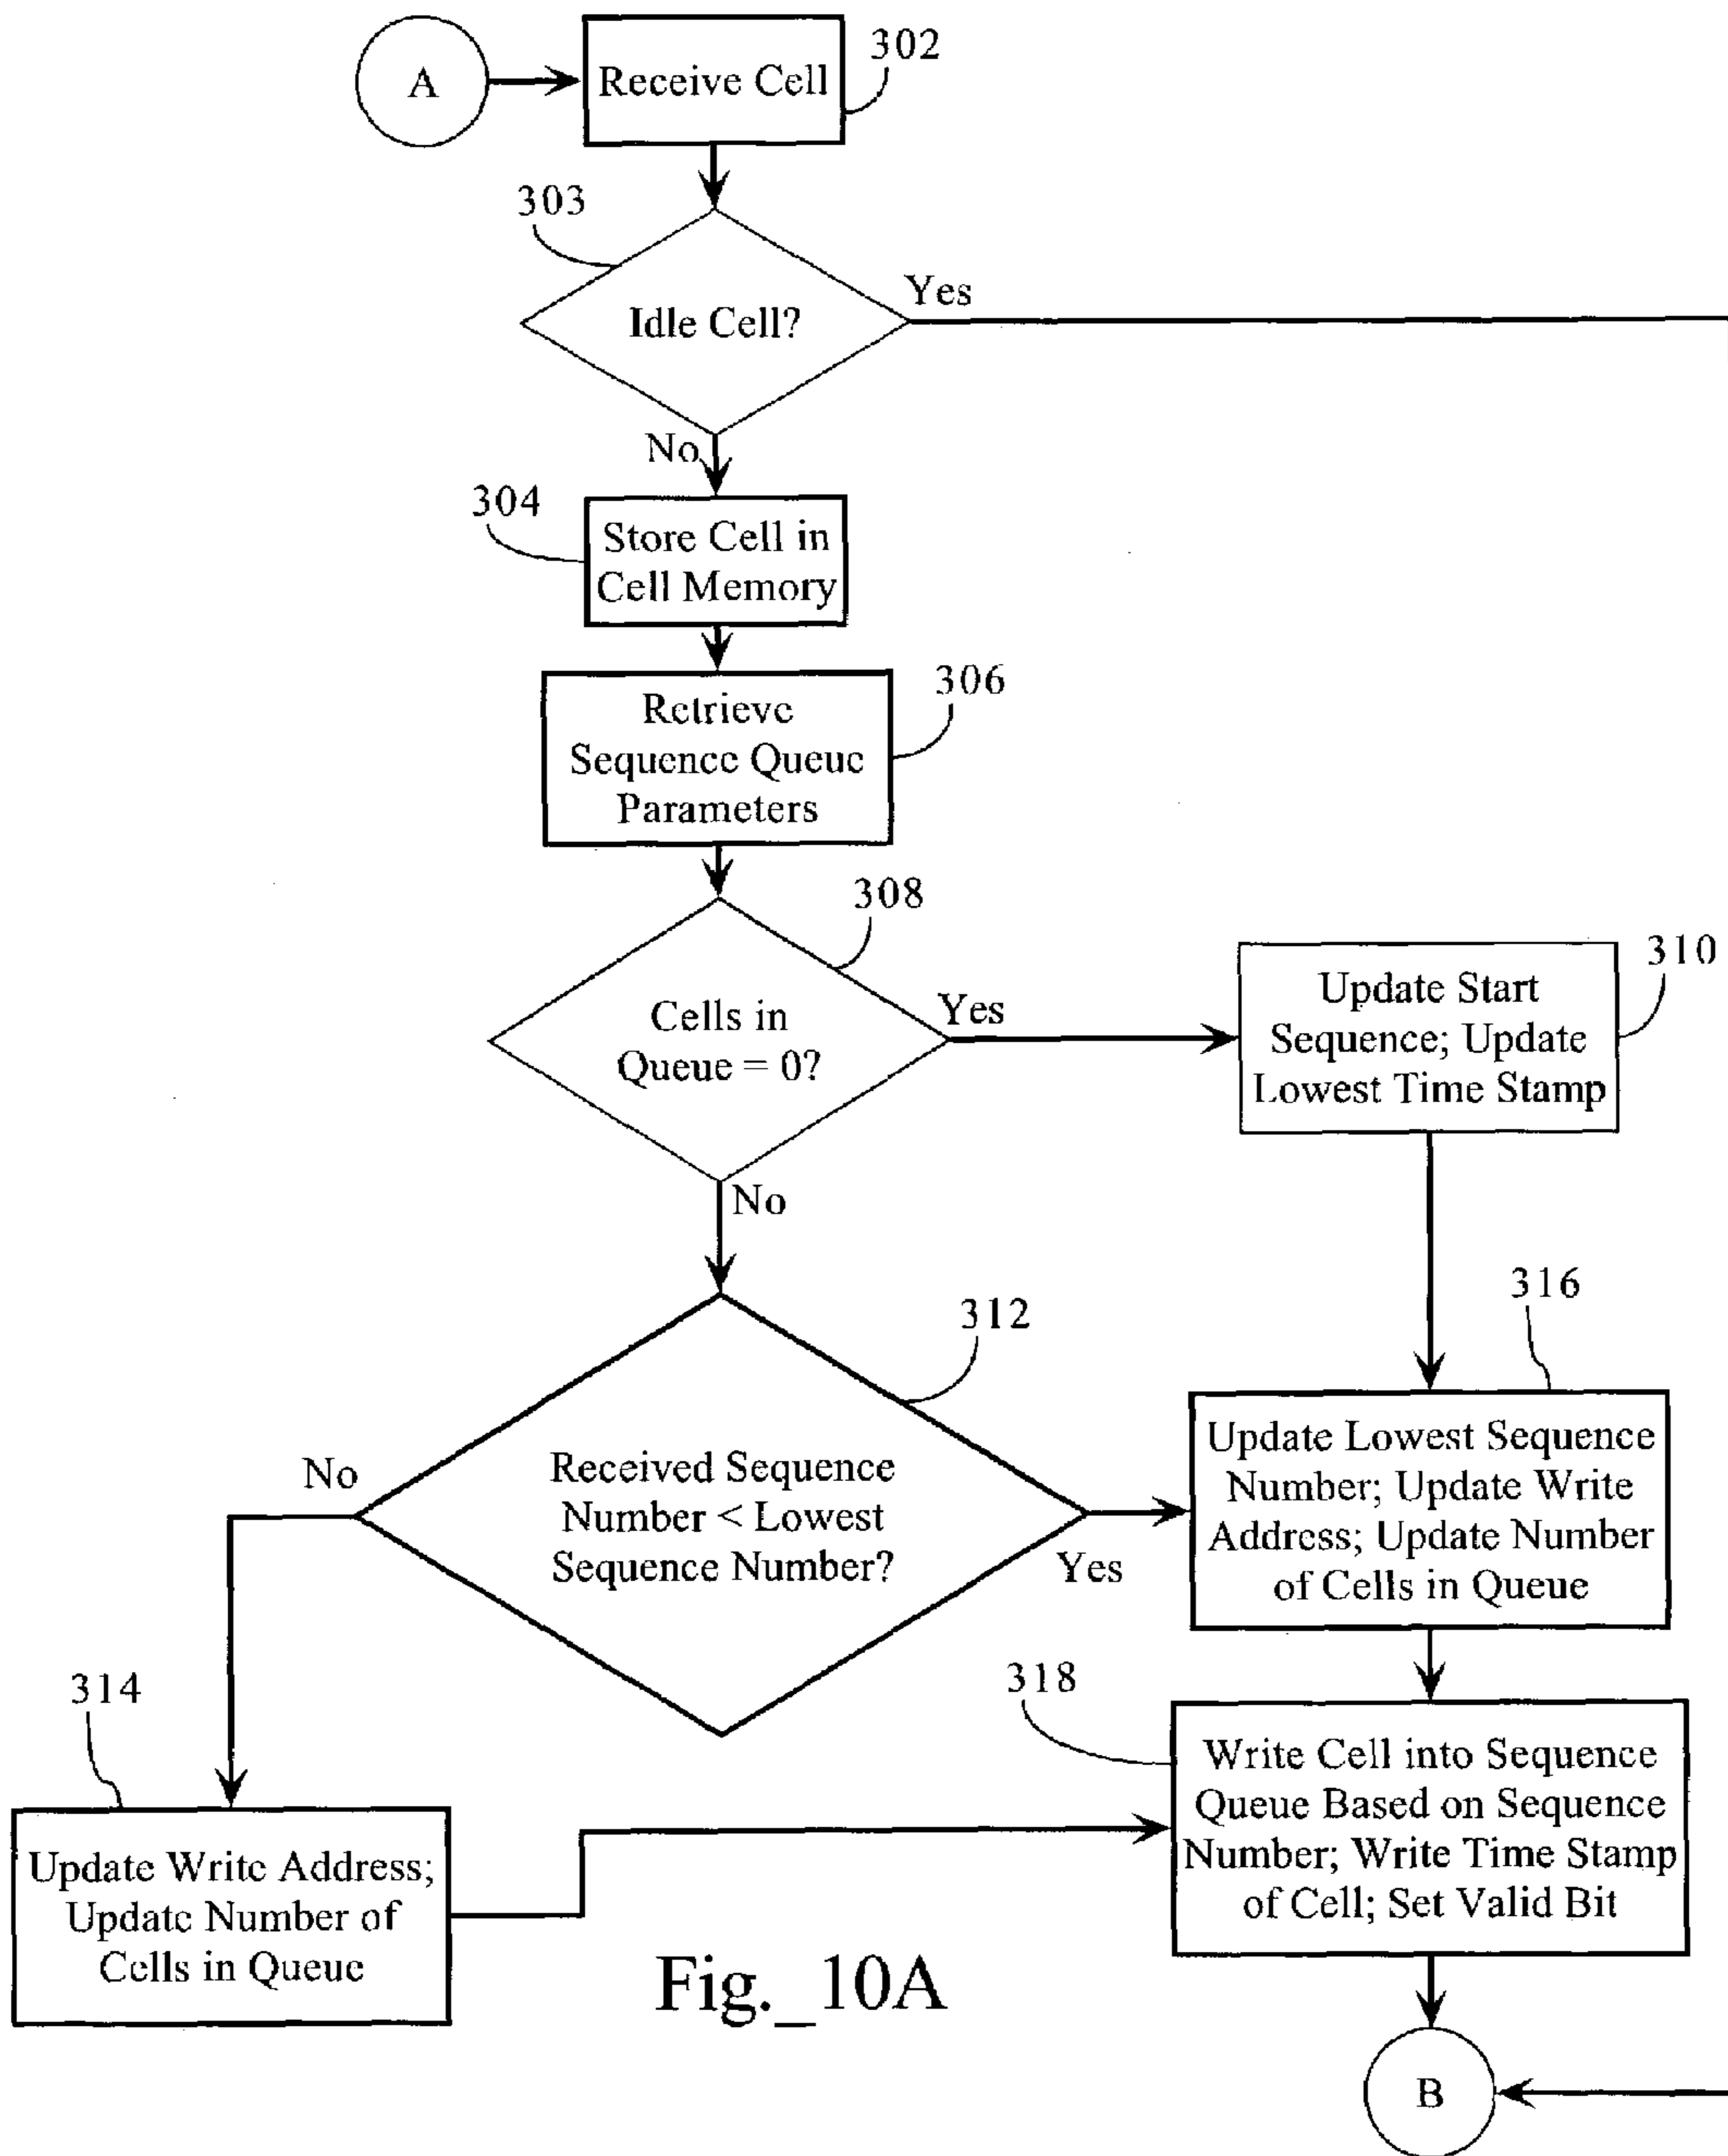 A
Receive Cell
302
303
Idle Cell?
Yes
No
304
Store Cell in
Cell Memory
306
Retrieve
Sequence Queue
Parameters
308
Cells in
Queue = 0?
Yes
310
Update Start
Sequence; Update
Lowest Time Stamp
No
312
Received Sequence
Number < Lowest
Sequence Number?
No
Yes
316
Update Lowest Sequence
Number; Update Write
Address; Update Number
of Cells in Queue
314
Update Write Address;
Update Number of
Cells in Queue
318
Write Cell into Sequence
Queue Based on Sequence
Number; Write Time Stamp
of Cell; Set Valid Bit
Fig._10A
B